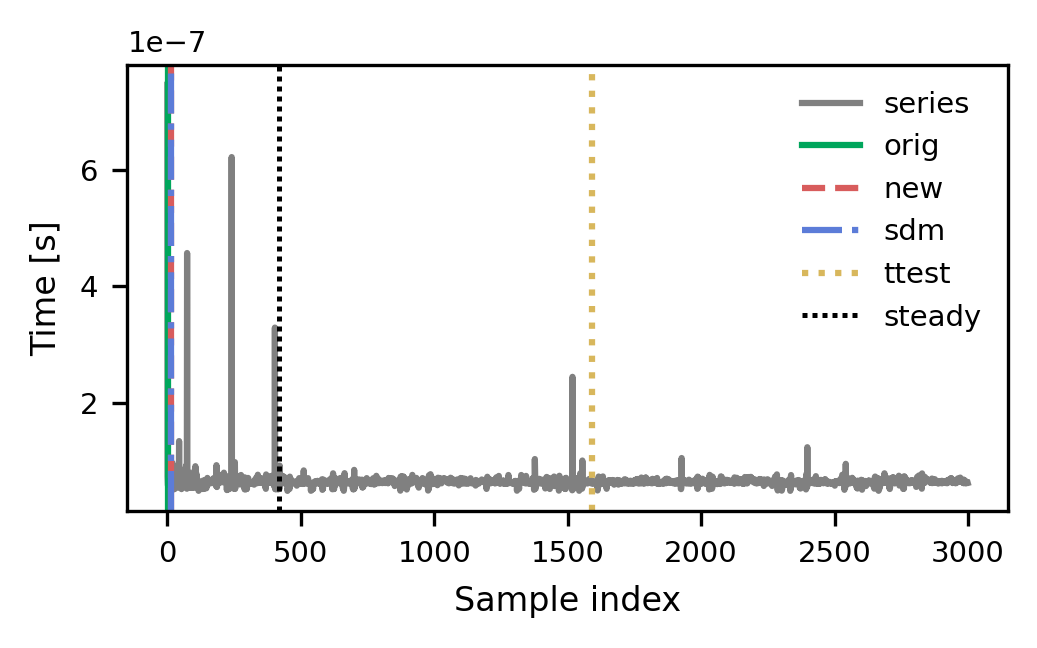 1e−7
6
4
2
Time [s]
series
orig
new
sdm
ttest
steady
0 500 1000 1500 2000 2500 3000
Sample index